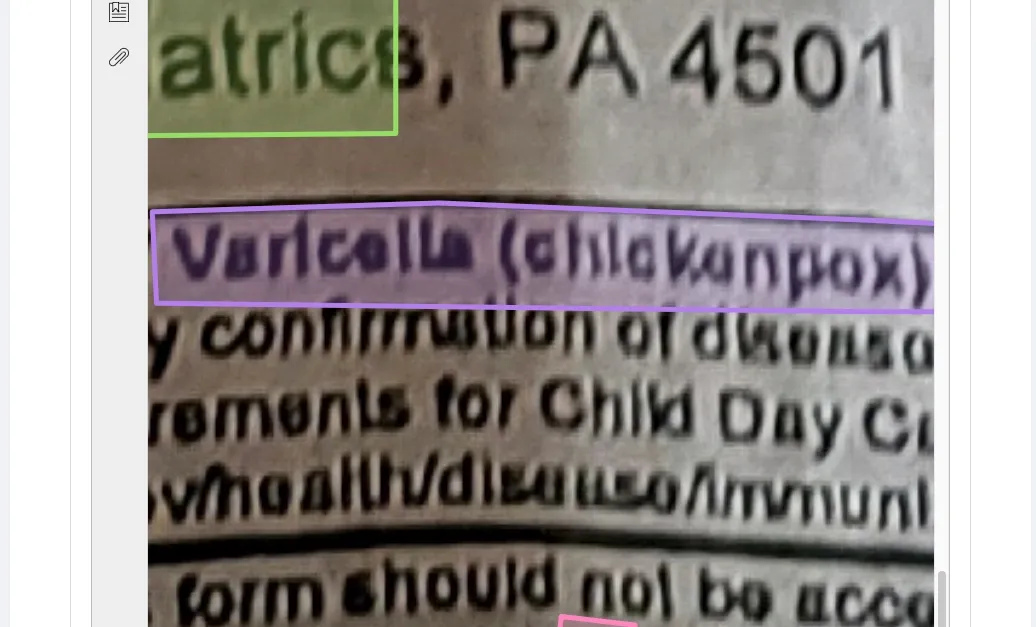 atrics, PA 4501
Varicella (chickenpox)
y confirmation of disease
rements for Child Day C
v/health/disease/immuni
form should not be acce